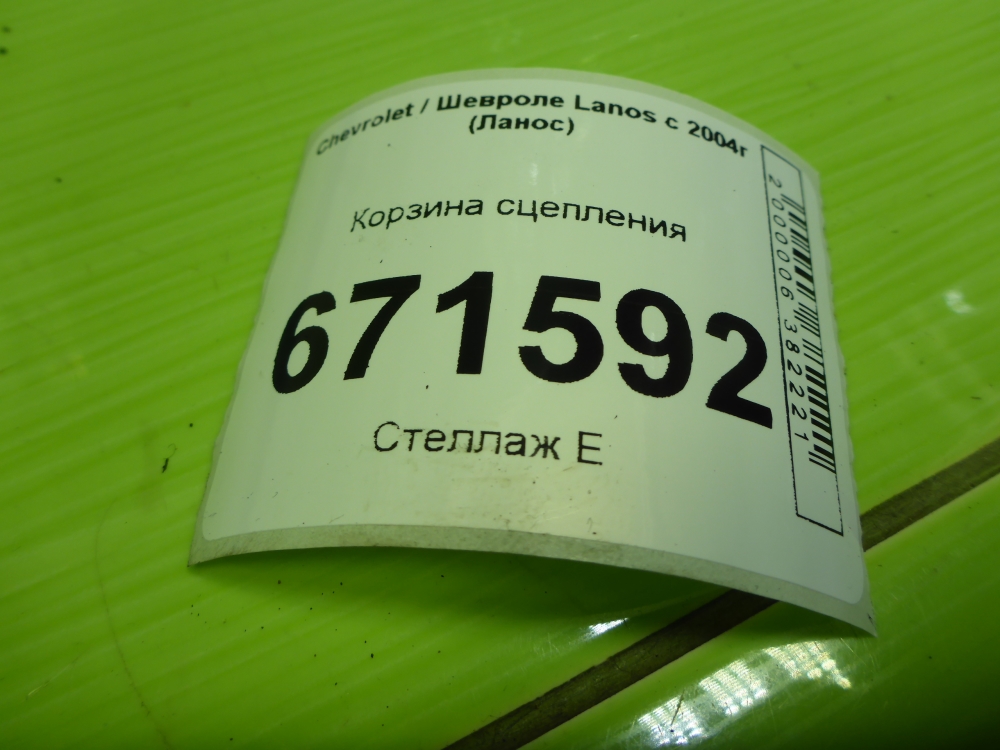 Chevrolet / Шевроле Lanos с 2004г
(Ланос)
Корзина сцепления
671592
Стеллаж Е
2000006382221